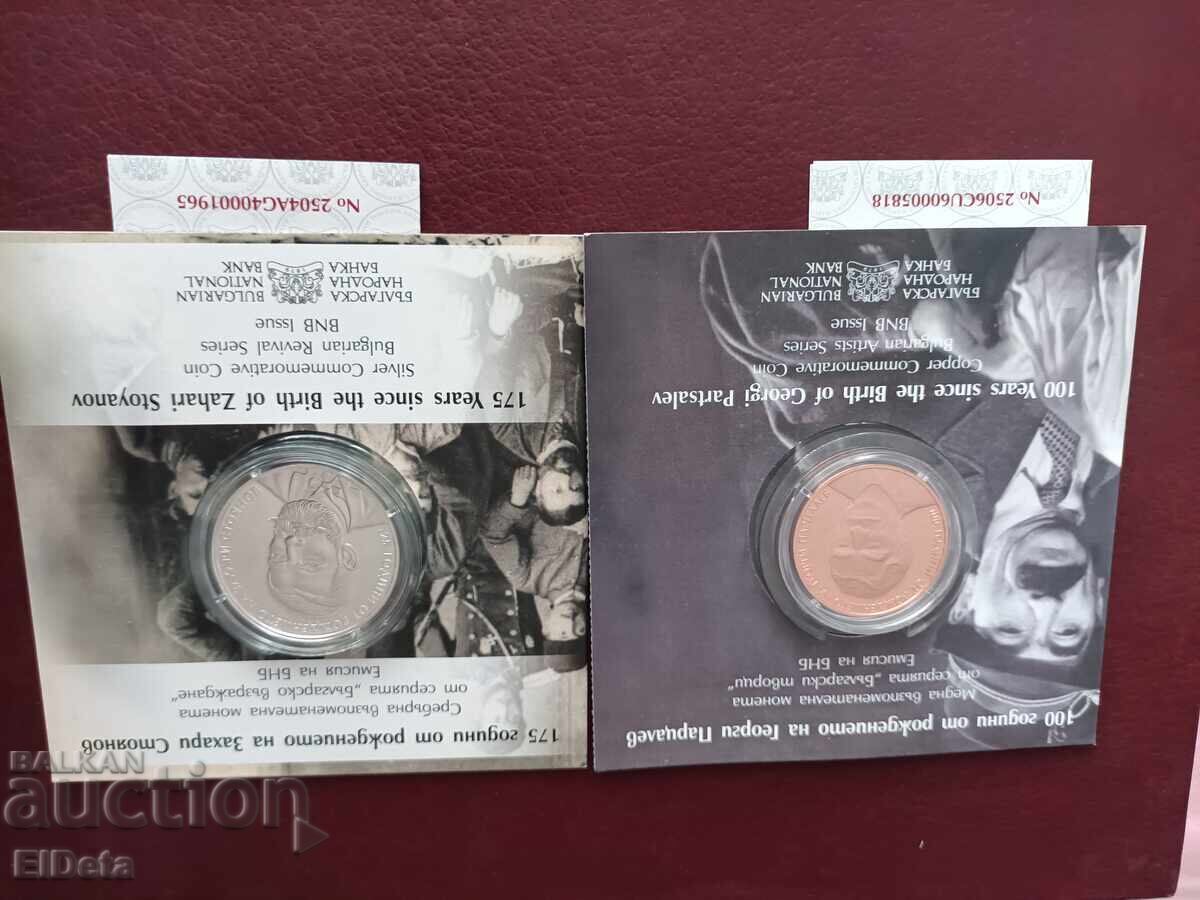 100 години от рождението на Георги Парцалев
Медна възпоменателна монета
от серията „Български творци“
Емисия на БНБ
100 Years since the Birth of Georgi Partsalev
Copper Commemorative Coin
Bulgarian Artists Series
BNB Issue
БЪЛГАРСКА
НАРОДНА
БАНКА
BULGARIAN
NATIONAL
BANK
No 2506CU60005818
175 години от рождението на Захари Стоянов
Сребърна възпоменателна монета
от серията „Българско възраждане“
Емисия на БНБ
175 Years since the Birth of Zahari Stoyanov
Silver Commemorative Coin
Bulgarian Revival Series
BNB Issue
БЪЛГАРСКА
НАРОДНА
БАНКА
1879
BULGARIAN
NATIONAL
BANK
No 2504AG40001965
BALKAN
auction
ElDeta